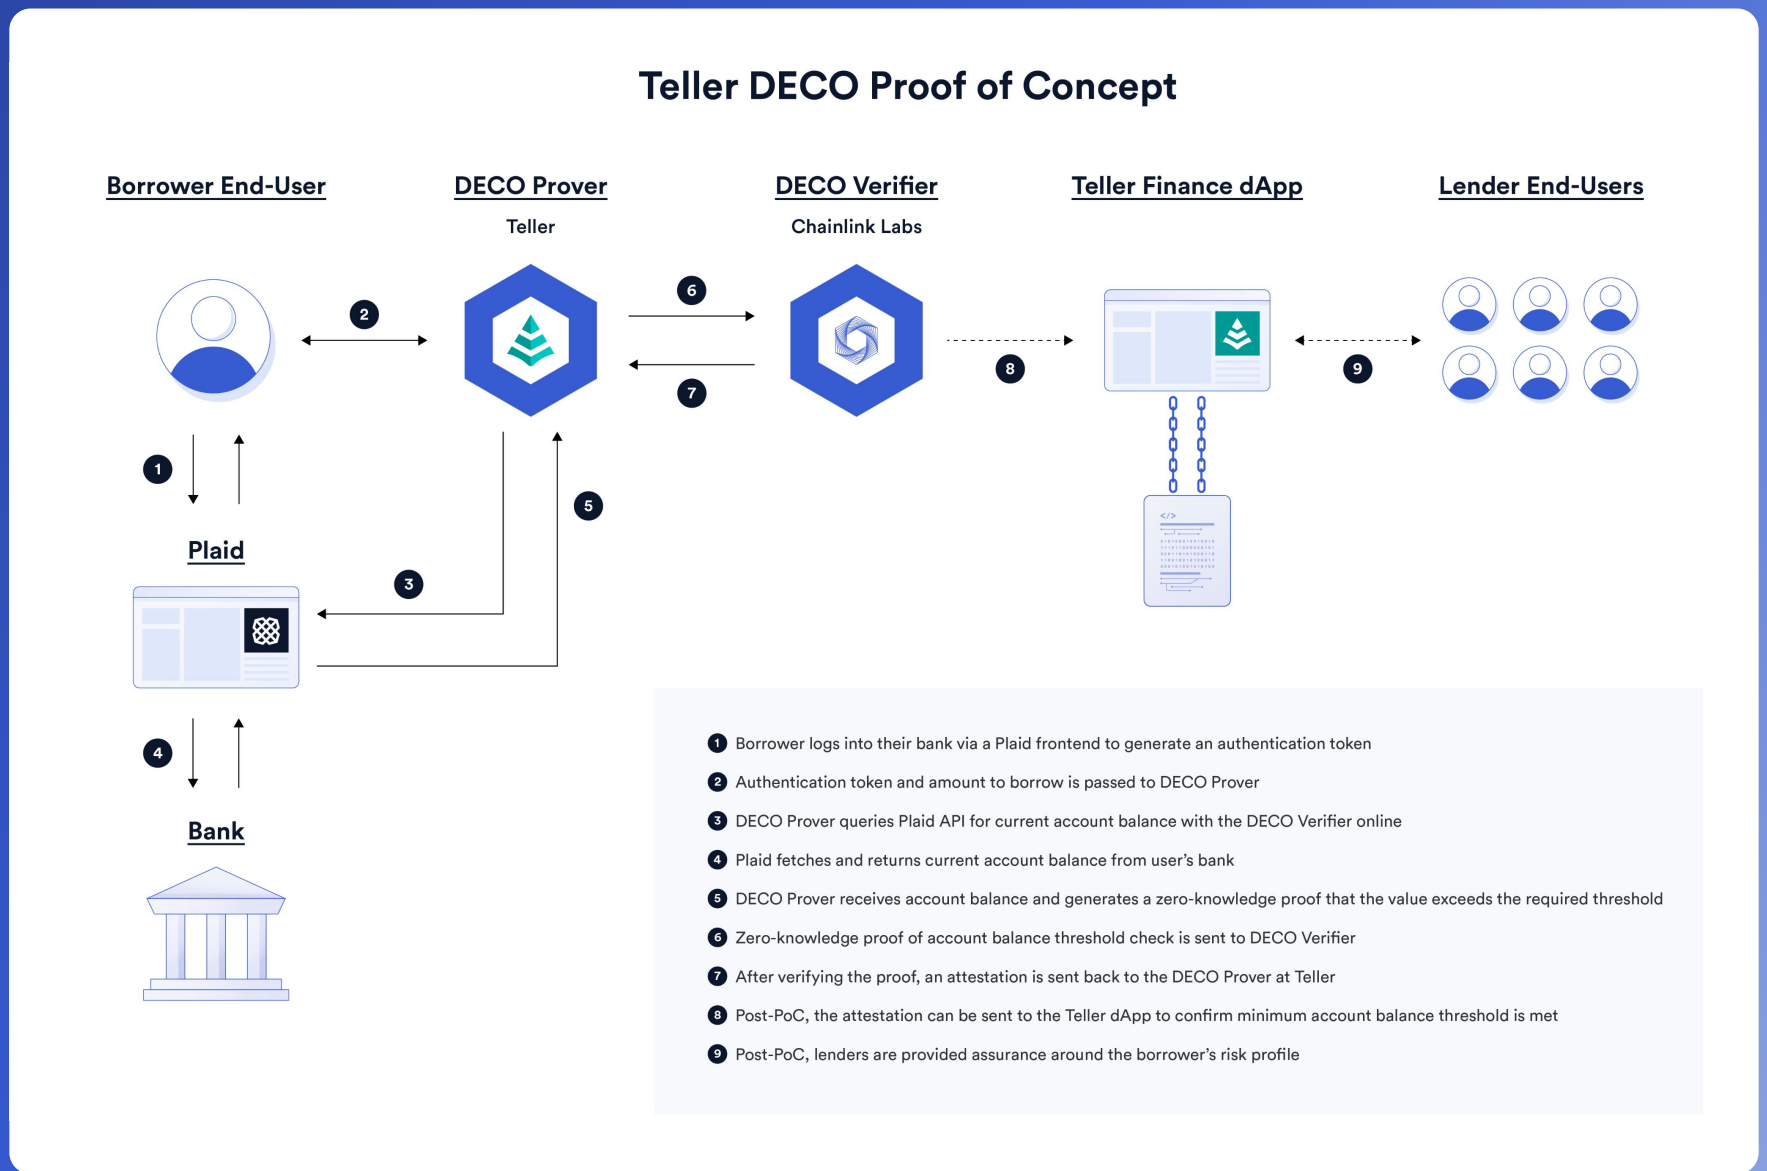 Teller DECO Proof of Concept
Borrower End-User
DECO Prover
Teller
DECO Verifier
Chainlink Labs
Teller Finance dApp
Lender End-Users
1
2
3
4
5
6
7
8
9
Plaid
Bank
</>
1 Borrower logs into their bank via a Plaid frontend to generate an authentication token
2 Authentication token and amount to borrow is passed to DECO Prover
3 DECO Prover queries Plaid API for current account balance with the DECO Verifier online
4 Plaid fetches and returns current account balance from user's bank
5 DECO Prover receives account balance and generates a zero-knowledge proof that the value exceeds the required threshold
6 Zero-knowledge proof of account balance threshold check is sent to DECO Verifier
7 After verifying the proof, an attestation is sent back to the DECO Prover at Teller
8 Post-PoC, the attestation can be sent to the Teller dApp to confirm minimum account balance threshold is met
9 Post-PoC, lenders are provided assurance around the borrower's risk profile